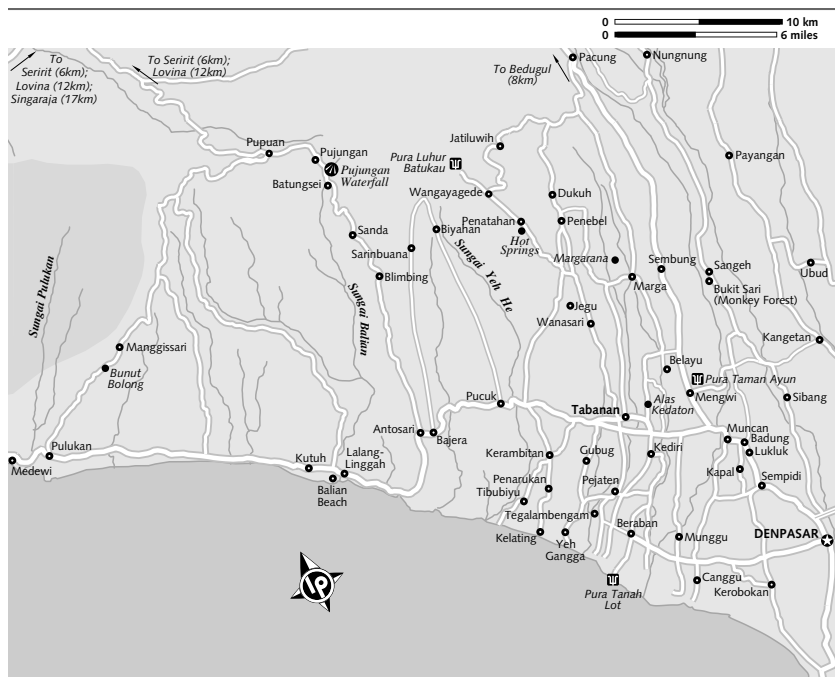 0 10 km
0 6 miles
To
Seririt (6km);
Lovina (12km);
Singaraja (17km)
To Seririt (6km);
Lovina (12km)
To Bedugul
(8km)
Pacung
Nungnung
Pupuan
Pujungan
Pujungan
Waterfall
Batungsei
Pura Luhur
Batukau
Jatiluwih
Payangan
Wangayagede
Dukuh
Sanda
Biyahan
Penatahan
Penebel
Hot
Springs
Sarinbuana
Sungai Yeh He
Margarana
Sembung
Sangeh
Ubud
Blimbing
Marga
Bukit Sari
(Monkey Forest)
Sungai Pulukan
Sungai Balian
Jegu
Wanasari
Kangetan
Manggissari
Bunut
Bolong
Belayu
Pura Taman Ayun
Mengwi
Sibang
Pucuk
Tabanan
Alas
Kedaton
Antosari
Bajera
Muncan
Badung
Lukluk
Pulukan
Medewi
Kutuh
Lalang-
Linggah
Balian
Beach
Kerambitan
Gubug
Kediri
Kapal
Sempidi
Penarukan
Tibubiyu
Pejaten
Tegalambengam
Beraban
Kelating
Yeh
Gangga
Munggu
DENPASAR
Pura Tanah
Lot
Canggu
Kerobokan
lp